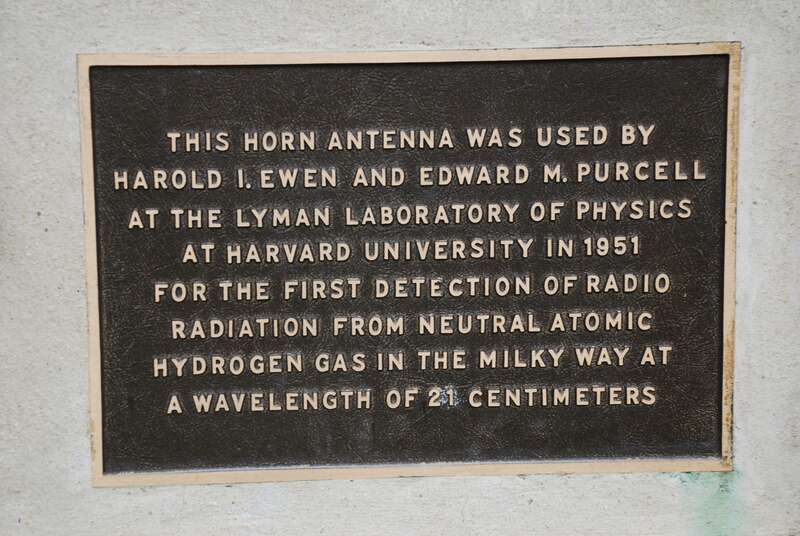 THIS HORN ANTENNA WAS USED BY
HAROLD I. EWEN AND EDWARD M. PURCELL
AT THE LYMAN LABORATORY OF PHYSICS
AT HARVARD UNIVERSITY IN 1951
FOR THE FIRST DETECTION OF RADIO
RADIATION FROM NEUTRAL ATOMIC
HYDROGEN GAS IN THE MILKY WAY AT
A WAVELENGTH OF 21 CENTIMETERS